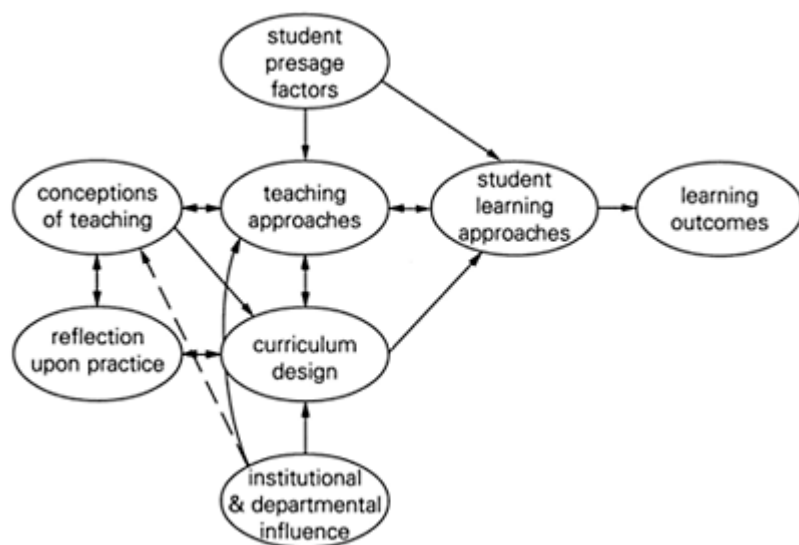 student
presage
factors
conceptions
of teaching
teaching
approaches
student
learning
approaches
learning
outcomes
reflection
upon practice
curriculum
design
institutional
& departmental
influence